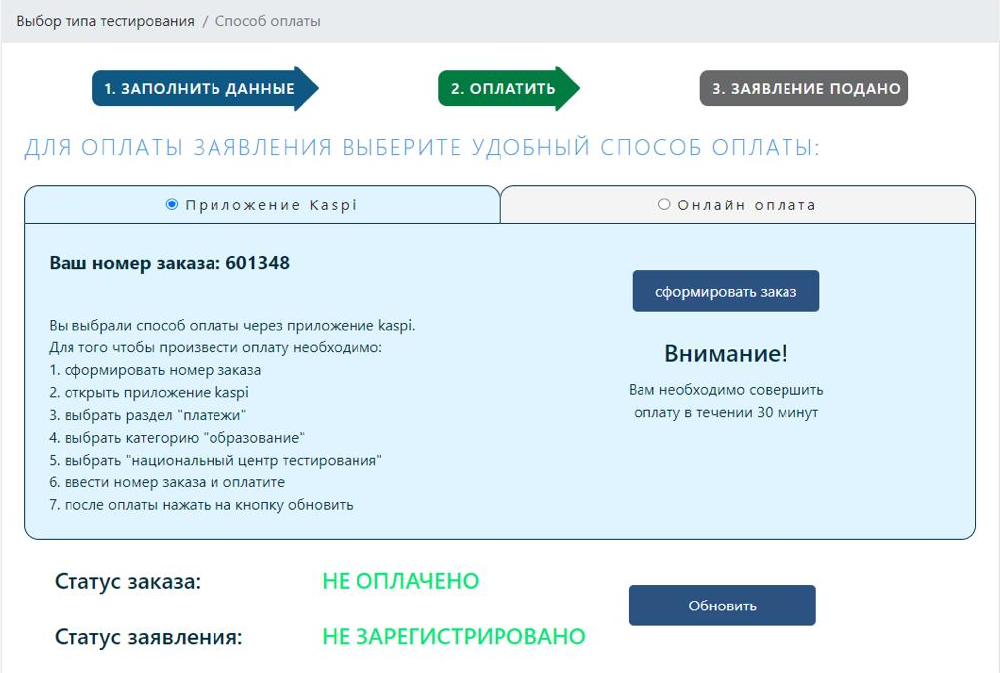 Выбор типа тестирования / Способ оплаты
1. ЗАПОЛНИТЬ ДАННЫЕ
2. ОПЛАТИТЬ
3. ЗАЯВЛЕНИЕ ПОДАНО
ДЛЯ ОПЛАТЫ ЗАЯВЛЕНИЯ ВЫБЕРИТЕ УДОБНЫЙ СПОСОБ ОПЛАТЫ:
Приложение Kaspi
Онлайн оплата
Ваш номер заказа: 601348
Вы выбрали способ оплаты через приложение kaspi.
Для того чтобы произвести оплату необходимо:
1. сформировать номер заказа
2. открыть приложение kaspi
3. выбрать раздел "платежи"
4. выбрать категорию "образование"
5. выбрать "национальный центр тестирования"
6. ввести номер заказа и оплатите
7. после оплаты нажать на кнопку обновить
сформировать заказ
Внимание!
Вам необходимо совершить
оплату в течении 30 минут
Статус заказа:
НЕ ОПЛАЧЕНО
Статус заявления:
НЕ ЗАРЕГИСТРИРОВАНО
Обновить